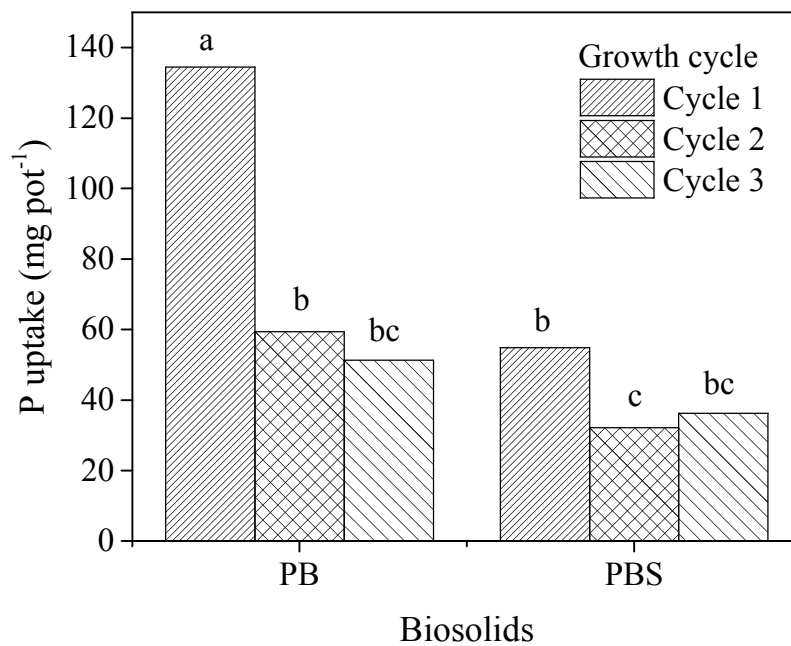 P uptake (mg pot⁻¹)
140
120
100
80
60
40
20
0
a
b
bc
b
c
bc
Growth cycle
Cycle 1
Cycle 2
Cycle 3
PB
PBS
Biosolids